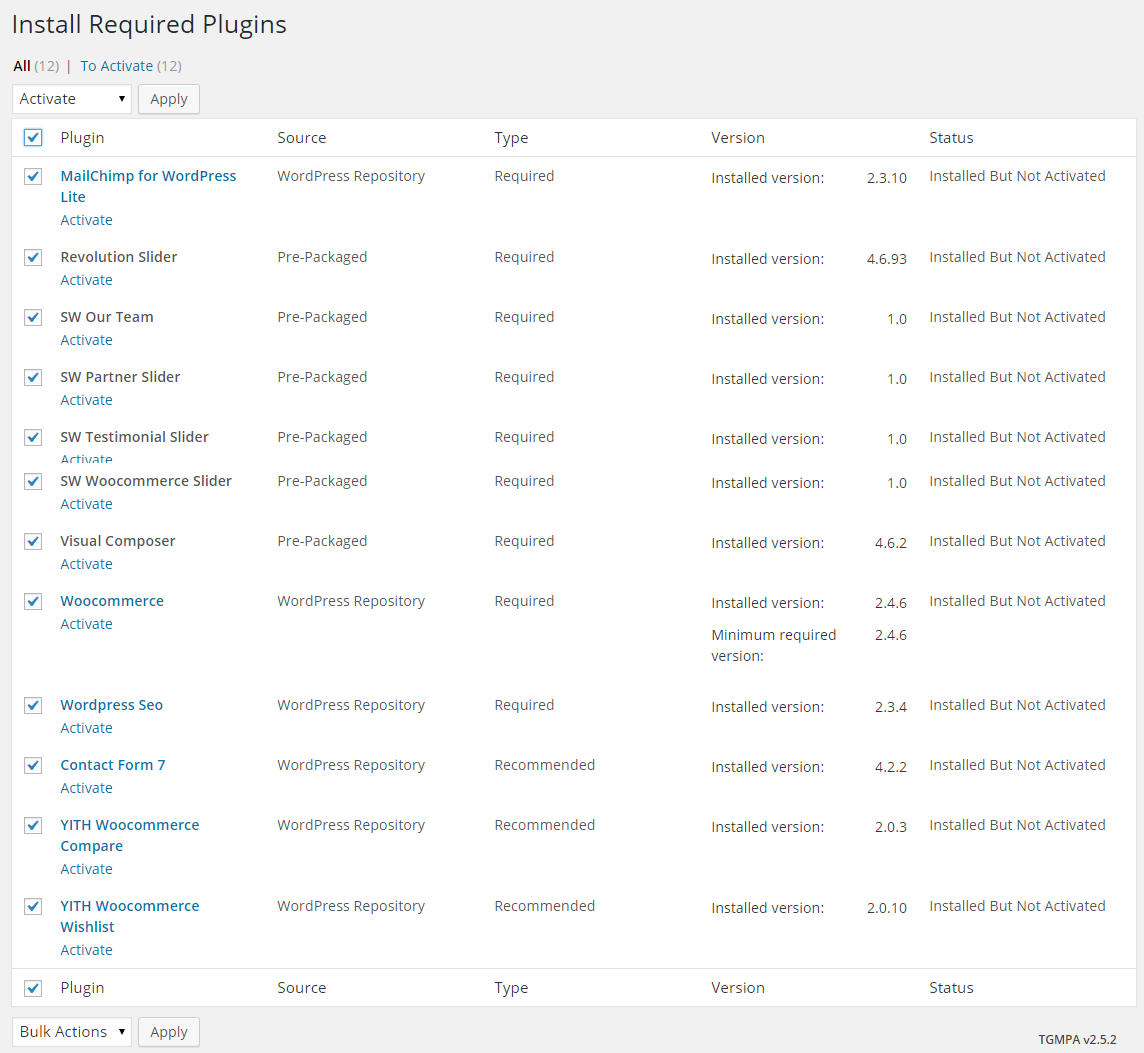 Install Required Plugins
All (12) | To Activate (12)
Activate Apply
Plugin Source Type Version Status
MailChimp for WordPress WordPress Repository Required Installed version: 2.3.10 Installed But Not Activated
Lite
Activate
Revolution Slider Pre-Packaged Required Installed version: 4.6.93 Installed But Not Activated
Activate
SW Our Team Pre-Packaged Required Installed version: 1.0 Installed But Not Activated
Activate
SW Partner Slider Pre-Packaged Required Installed version: 1.0 Installed But Not Activated
Activate
SW Testimonial Slider Pre-Packaged Required Installed version: 1.0 Installed But Not Activated
Activate
SW Woocommerce Slider Pre-Packaged Required Installed version: 1.0 Installed But Not Activated
Activate
Visual Composer Pre-Packaged Required Installed version: 4.6.2 Installed But Not Activated
Activate
Woocommerce WordPress Repository Required Installed version: 2.4.6 Installed But Not Activated
Activate
Minimum required 2.4.6
version:
Wordpress Seo WordPress Repository Required Installed version: 2.3.4 Installed But Not Activated
Activate
Contact Form 7 WordPress Repository Recommended Installed version: 4.2.2 Installed But Not Activated
Activate
YITH Woocommerce WordPress Repository Recommended Installed version: 2.0.3 Installed But Not Activated
Compare
Activate
YITH Woocommerce WordPress Repository Recommended Installed version: 2.0.10 Installed But Not Activated
Wishlist
Activate
Plugin Source Type Version Status
Bulk Actions Apply
TGMPA v2.5.2